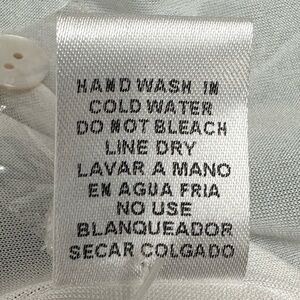 HAND WASH IN
COLD WATER
DO NOT BLEACH
LINE DRY
LAVAR A MANO
EN AGUA FRIA
NO USE
BLANQUEADOR
SECAR COLGADO